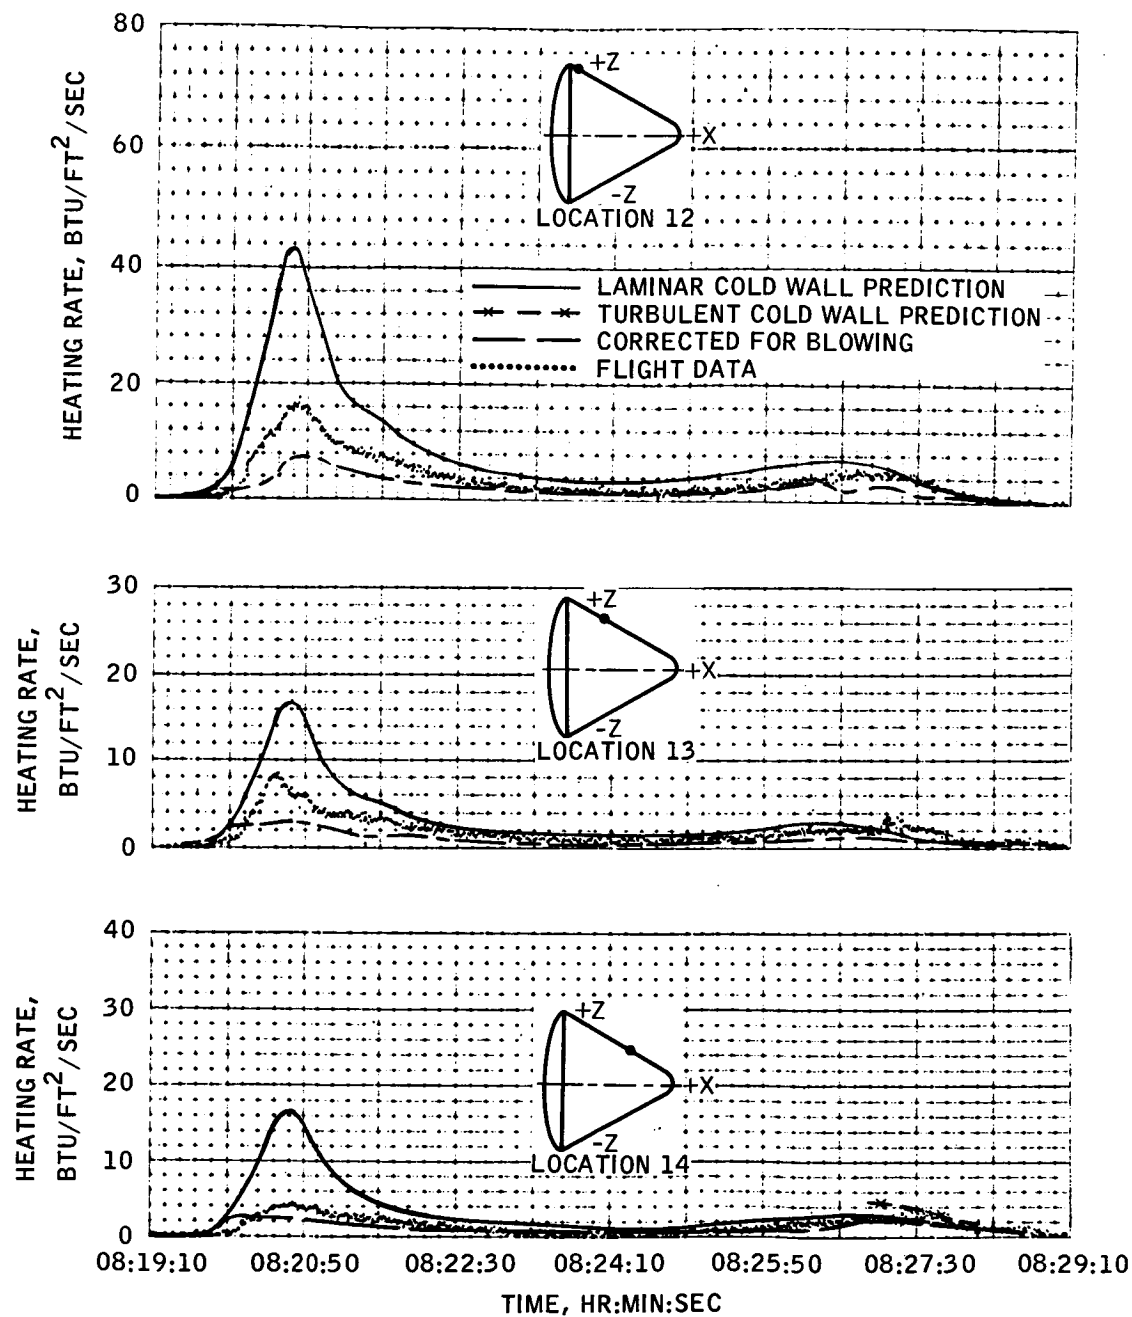 80
60
40
20
0
HEATING RATE, BTU/FT2/SEC
+Z
+X
-Z
LOCATION 12
LAMINAR COLD WALL PREDICTION
TURBULENT COLD WALL PREDICTION
CORRECTED FOR BLOWING
FLIGHT DATA
30
20
10
0
HEATING RATE,
BTU/FT2/SEC
+Z
+X
-Z
LOCATION 13
40
30
20
10
0
HEATING RATE,
BTU/FT2/SEC
+Z
+X
-Z
LOCATION 14
08:19:10 08:20:50 08:22:30 08:24:10 08:25:50 08:27:30 08:29:10
TIME, HR:MIN:SEC